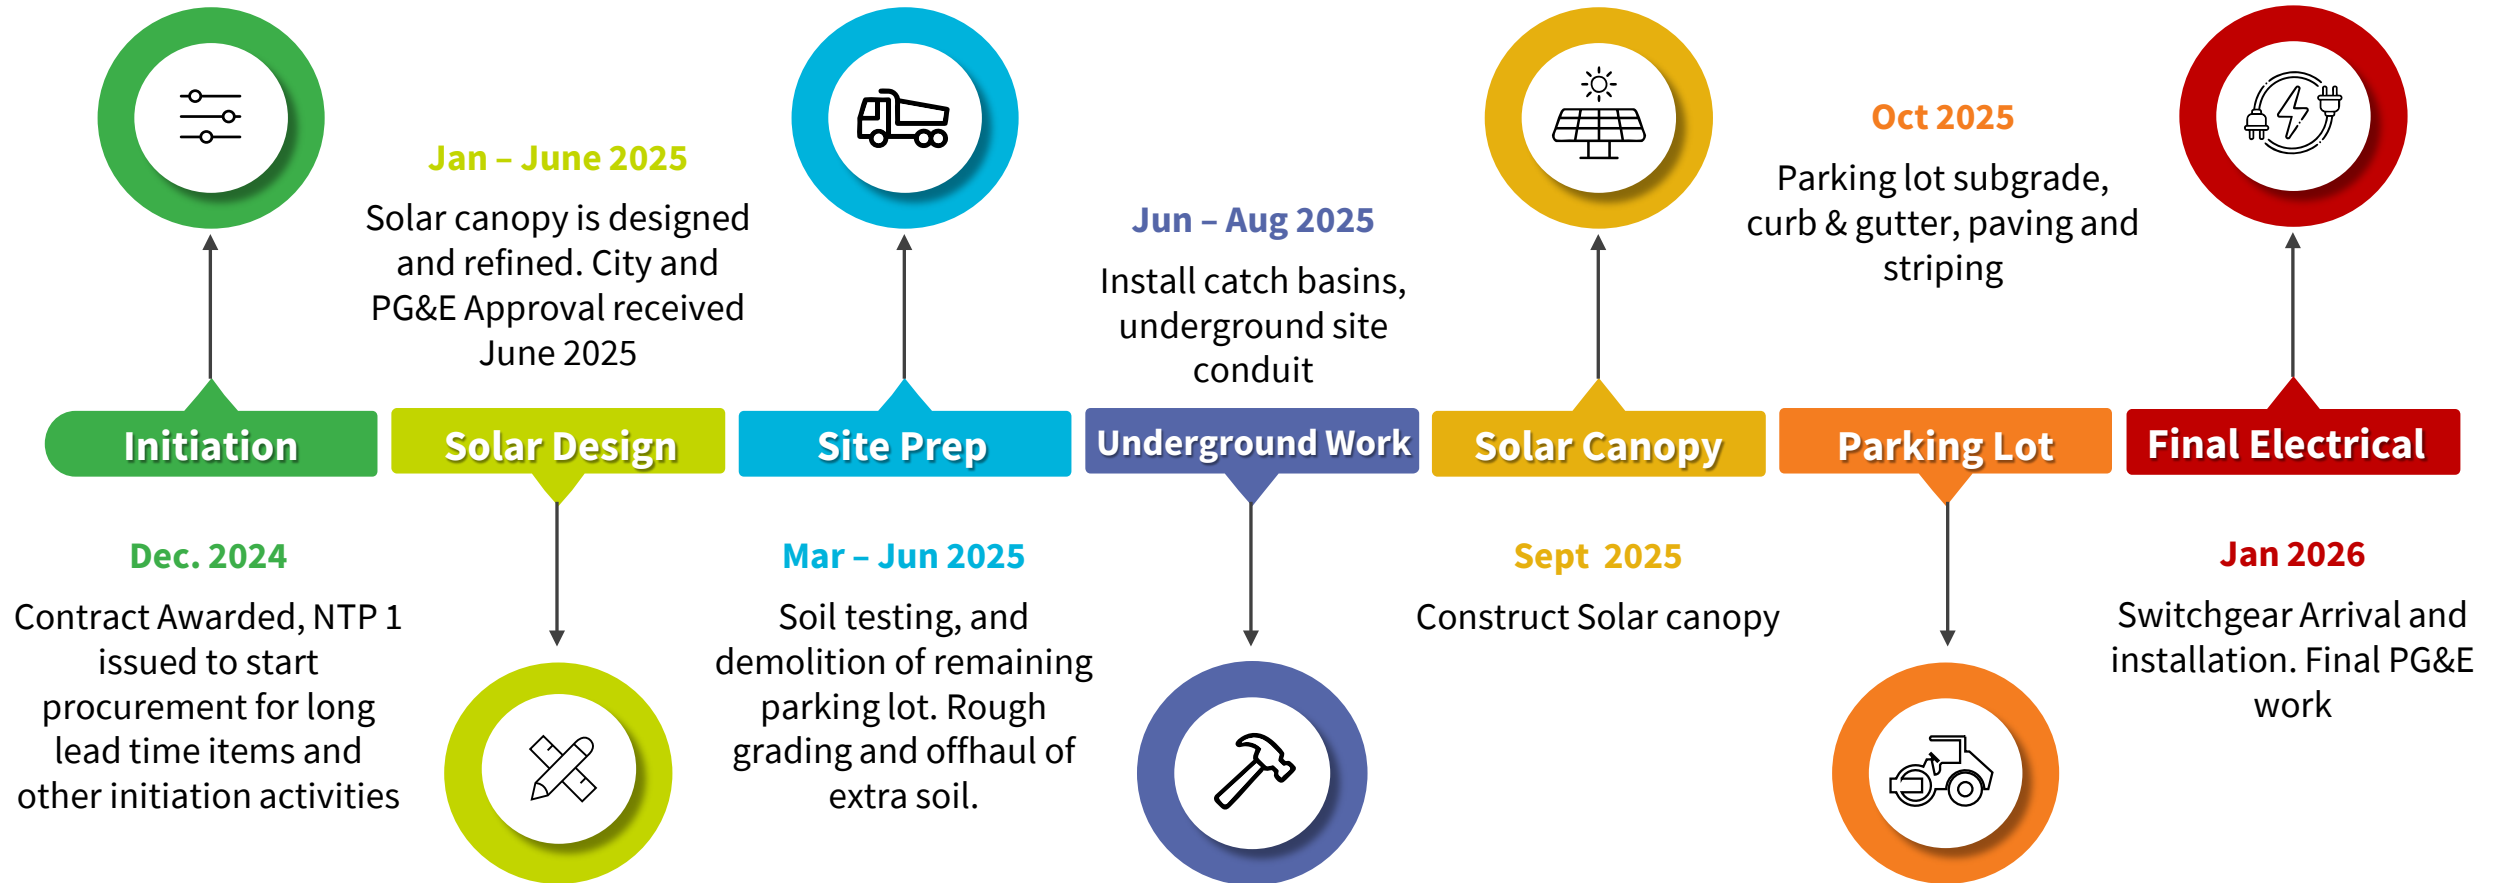 Initiation
Dec. 2024
Contract Awarded, NTP 1
issued to start
procurement for long
lead time items and
other initiation activities
Jan – June 2025
Solar canopy is designed
and refined. City and
PG&E Approval received
June 2025
Solar Design
Site Prep
Mar – Jun 2025
Soil testing, and
demolition of remaining
parking lot. Rough
grading and offhaul of
extra soil.
Jun – Aug 2025
Install catch basins,
underground site
conduit
Underground Work
Solar Canopy
Sept  2025
Construct Solar canopy
Oct 2025
Parking lot subgrade,
curb & gutter, paving and
striping
Parking Lot
Final Electrical
Jan 2026
Switchgear Arrival and
installation. Final PG&E
work